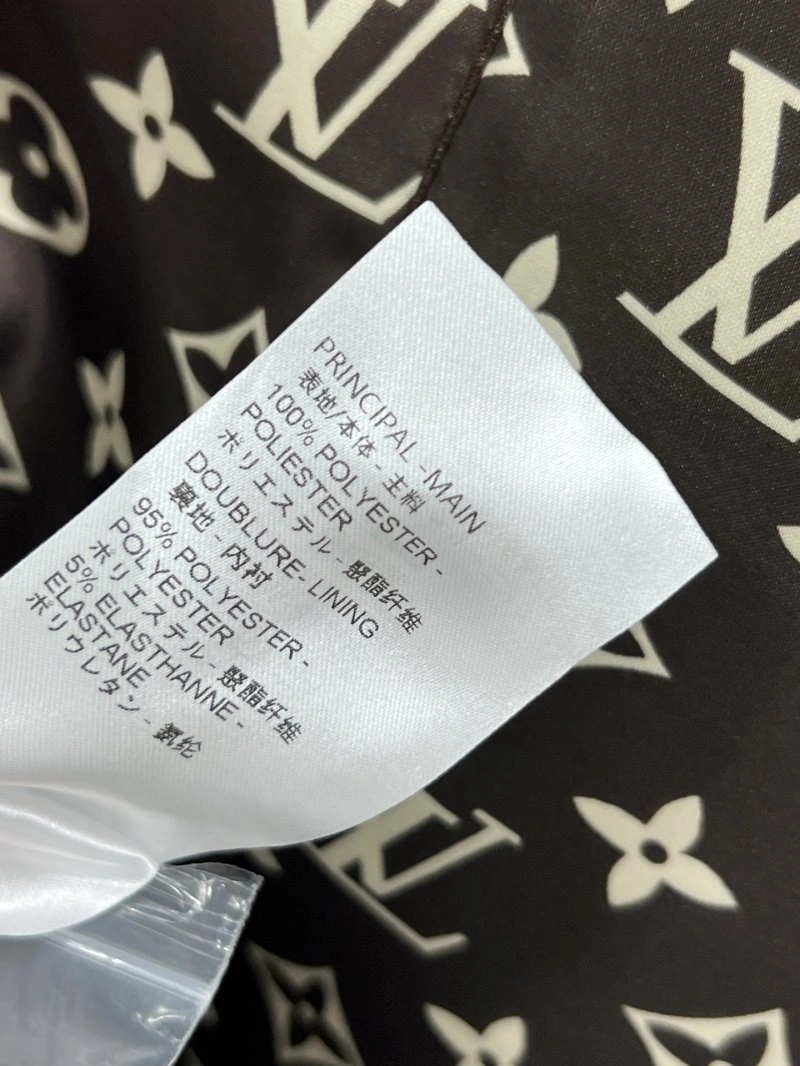 PRINCIPAL -MAIN
表地/本体 - 主料
100% POLYESTER -
POLIESTER
ポリエステル - 聚酯纤维
DOUBLURE- LINING
裏地 - 内衬
95% POLYESTER -
POLYESTER
ポリエステル - 聚酯纤维
5% ELASTHANNE -
ELASTANE
ポリウレタン - 氨纶